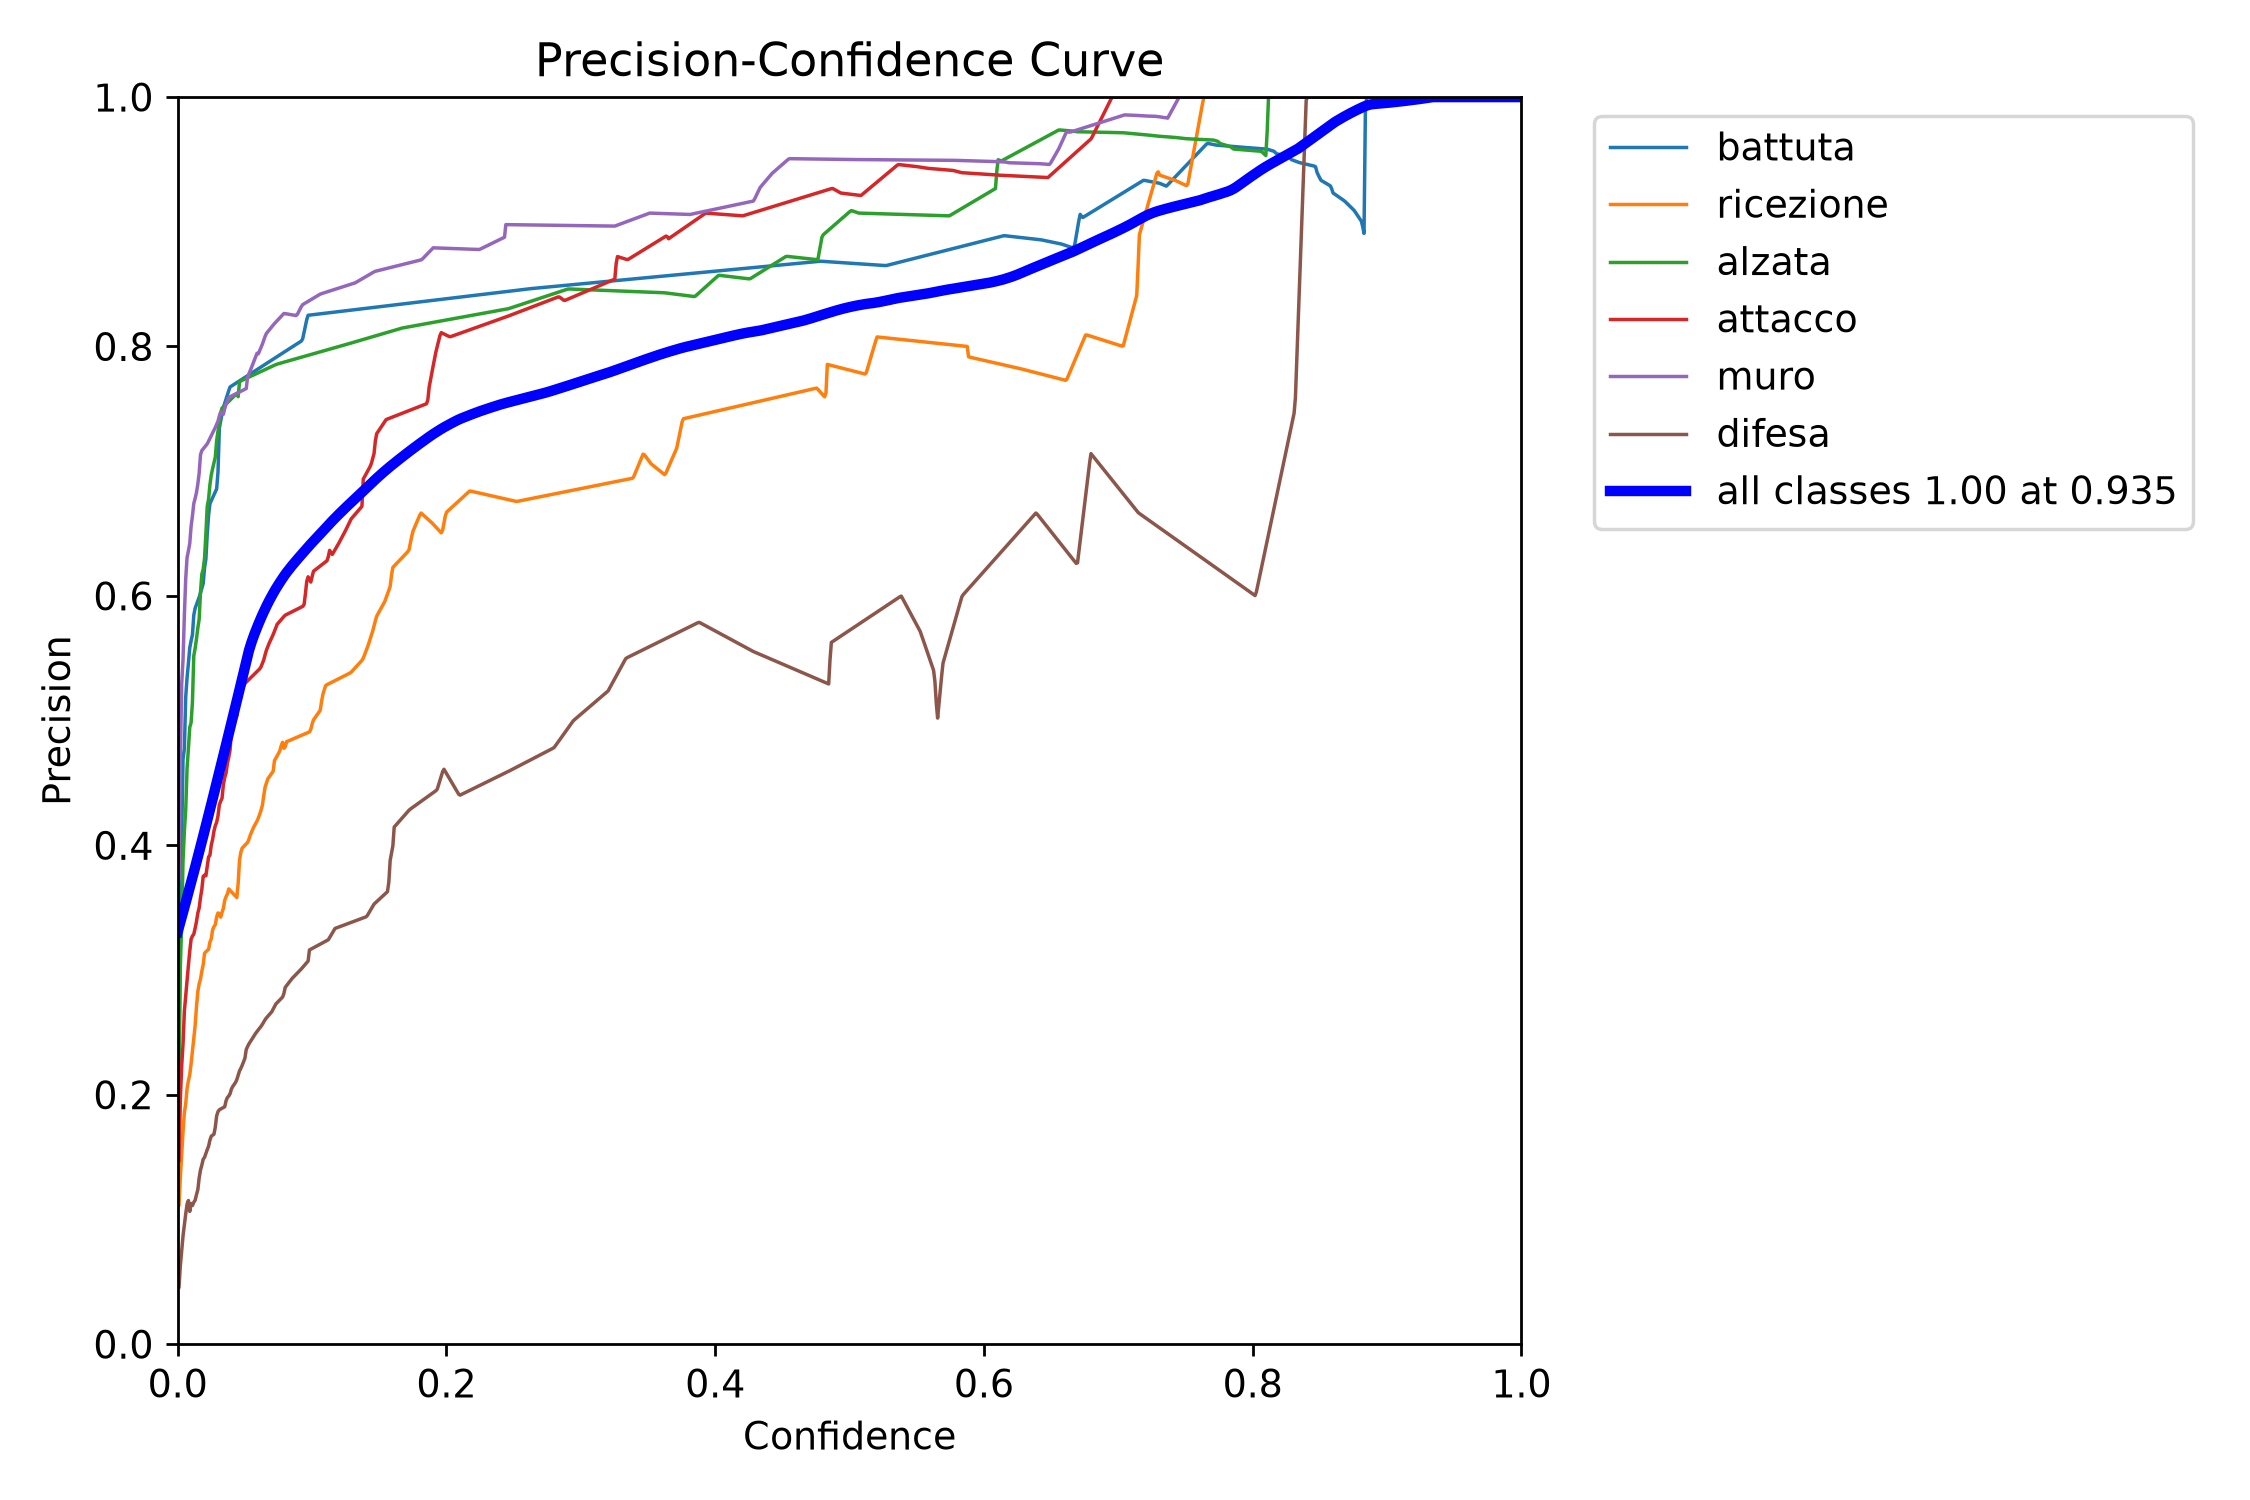 Precision-Confidence Curve
1.0
0.8
0.6
0.4
0.2
0.0
Precision
0.0 0.2 0.4 0.6 0.8 1.0
Confidence
battuta
ricezione
alzata
attacco
muro
difesa
all classes 1.00 at 0.935